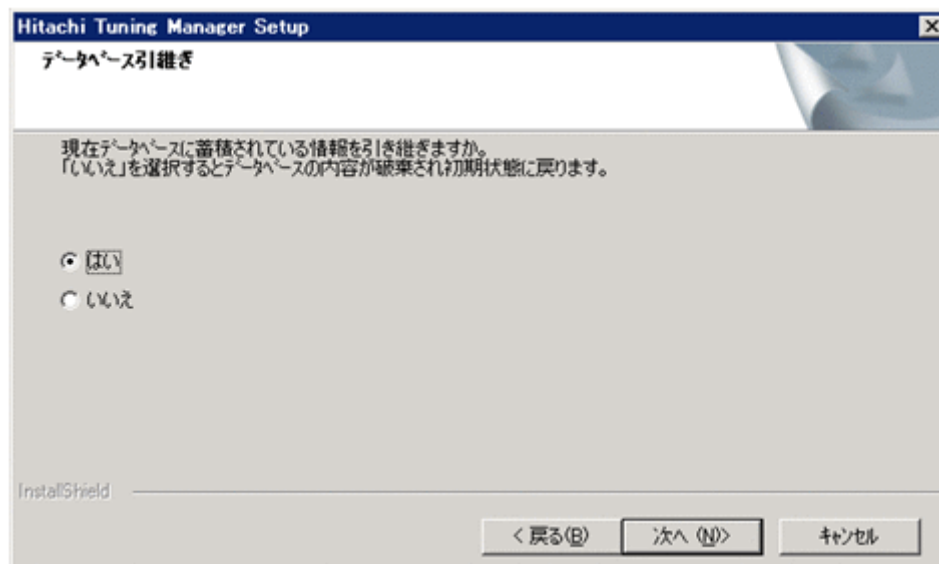 Hitachi Tuning Manager Setup
データベース引継ぎ
現在データベースに蓄積されている情報を引き継ぎますか。
「いいえ」を選択するとデータベースの内容が破棄され初期状態に戻ります。
はい
いいえ
InstallShield
< 戻る(B)
次へ (N)>
キャンセル